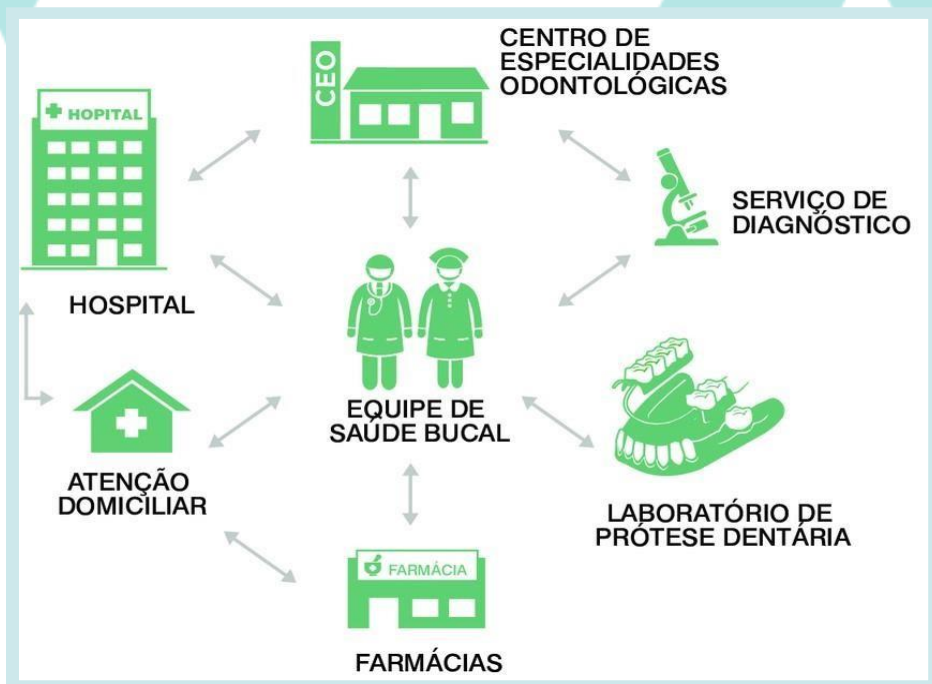 CENTRO DE
ESPECIALIDADES
ODONTOLÓGICAS
CEO
HOPITAL
SERVIÇO DE
DIAGNÓSTICO
HOSPITAL
EQUIPE DE
SAÚDE BUCAL
ATENÇÃO
DOMICILIAR
LABORATÓRIO DE
PRÓTESE DENTÁRIA
FARMÁCIA
FARMÁCIAS